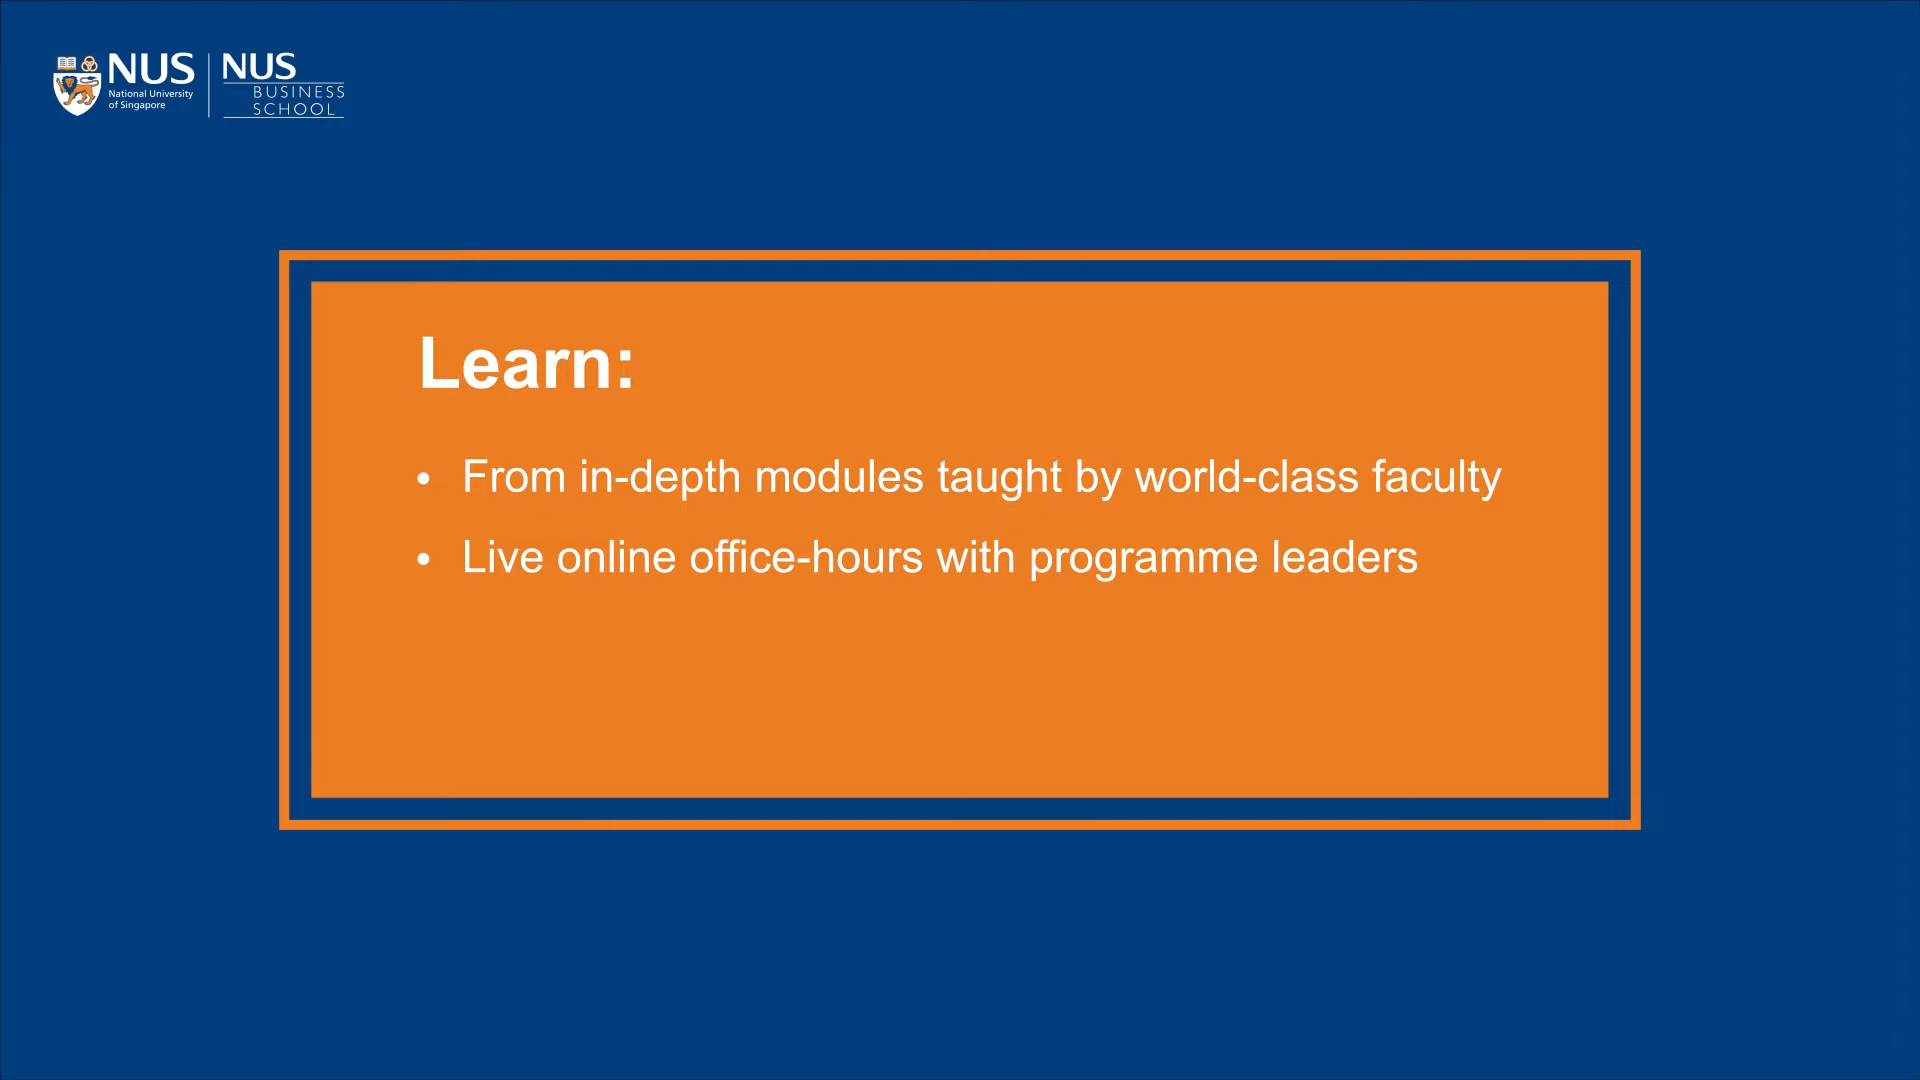 NUS
National University
of Singapore
NUS
BUSINESS
SCHOOL
Learn:
• From in-depth modules taught by world-class faculty
• Live online office-hours with programme leaders